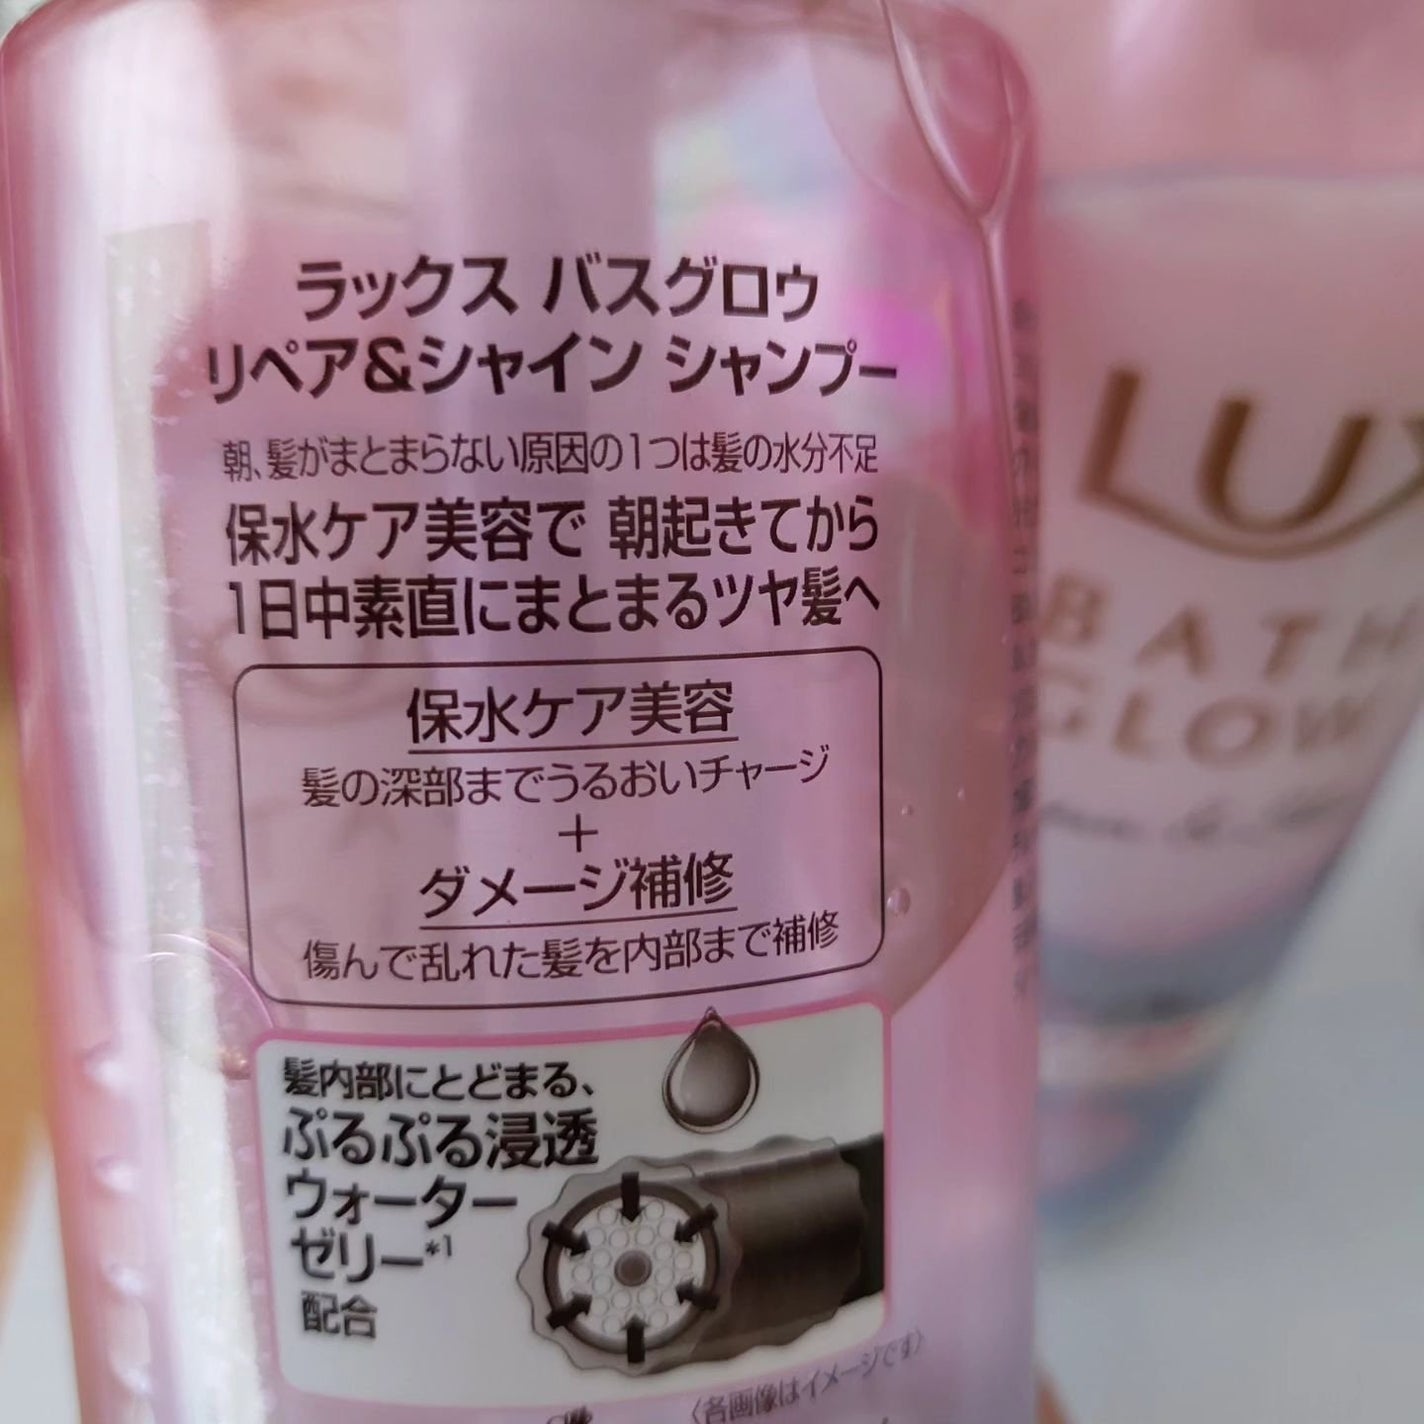 ラックス バスグロウ
リペア&シャイン シャンプー
朝、髪がまとまらない原因の1つは髪の水分不足
保水ケア美容で 朝起きてから
1日中素直にまとまるツヤ髪へ
保水ケア美容
髪の深部までうるおいチャージ
+
ダメージ補修
傷んで乱れた髪を内部まで補修
髪内部にとどまる、
ぷるぷる浸透
ウォーター
ゼリー*1
配合
〈各画像はイメージです〉
LUX
BATH
GLOW